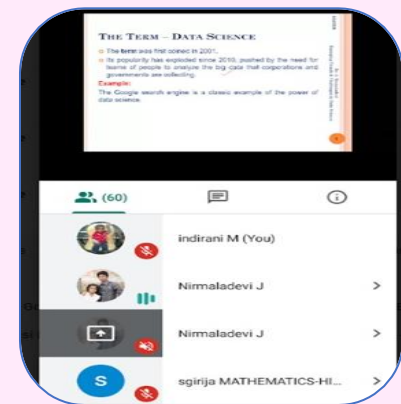 THE TERM – DATA SCIENCE
The term was first coined in 2001.
Its popularity has exploded since 2010, pushed by the need for
teams of people to analyze the big data that corporations and
governments are collecting.
Example:
The Google search engine is a classic example of the power of
data science.
(60)
indirani M (You)
Nirmaladevi J
Nirmaladevi J
S
sgirija MATHEMATICS-HI...